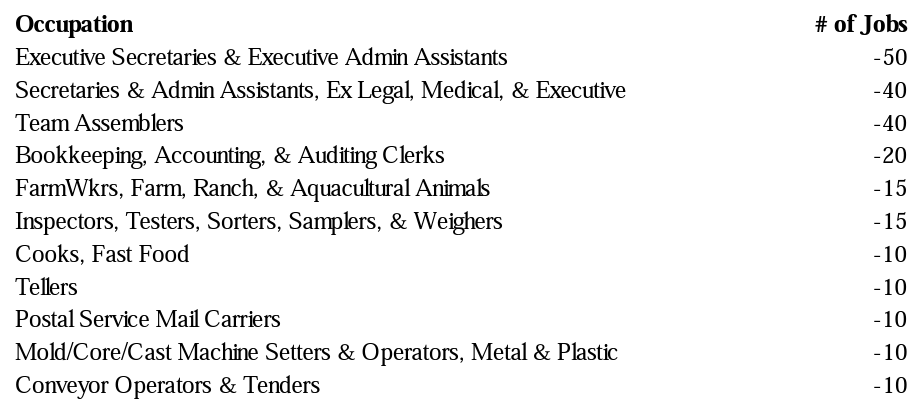 Occupation # of Jobs
Executive Secretaries & Executive Admin Assistants -50
Secretaries & Admin Assistants, Ex Legal, Medical, & Executive -40
Team Assemblers -40
Bookkeeping, Accounting, & Auditing Clerks -20
FarmWkrs, Farm, Ranch, & Aquacultural Animals -15
Inspectors, Testers, Sorters, Samplers, & Weighers -15
Cooks, Fast Food -10
Tellers -10
Postal Service Mail Carriers -10
Mold/Core/Cast Machine Setters & Operators, Metal & Plastic -10
Conveyor Operators & Tenders -10